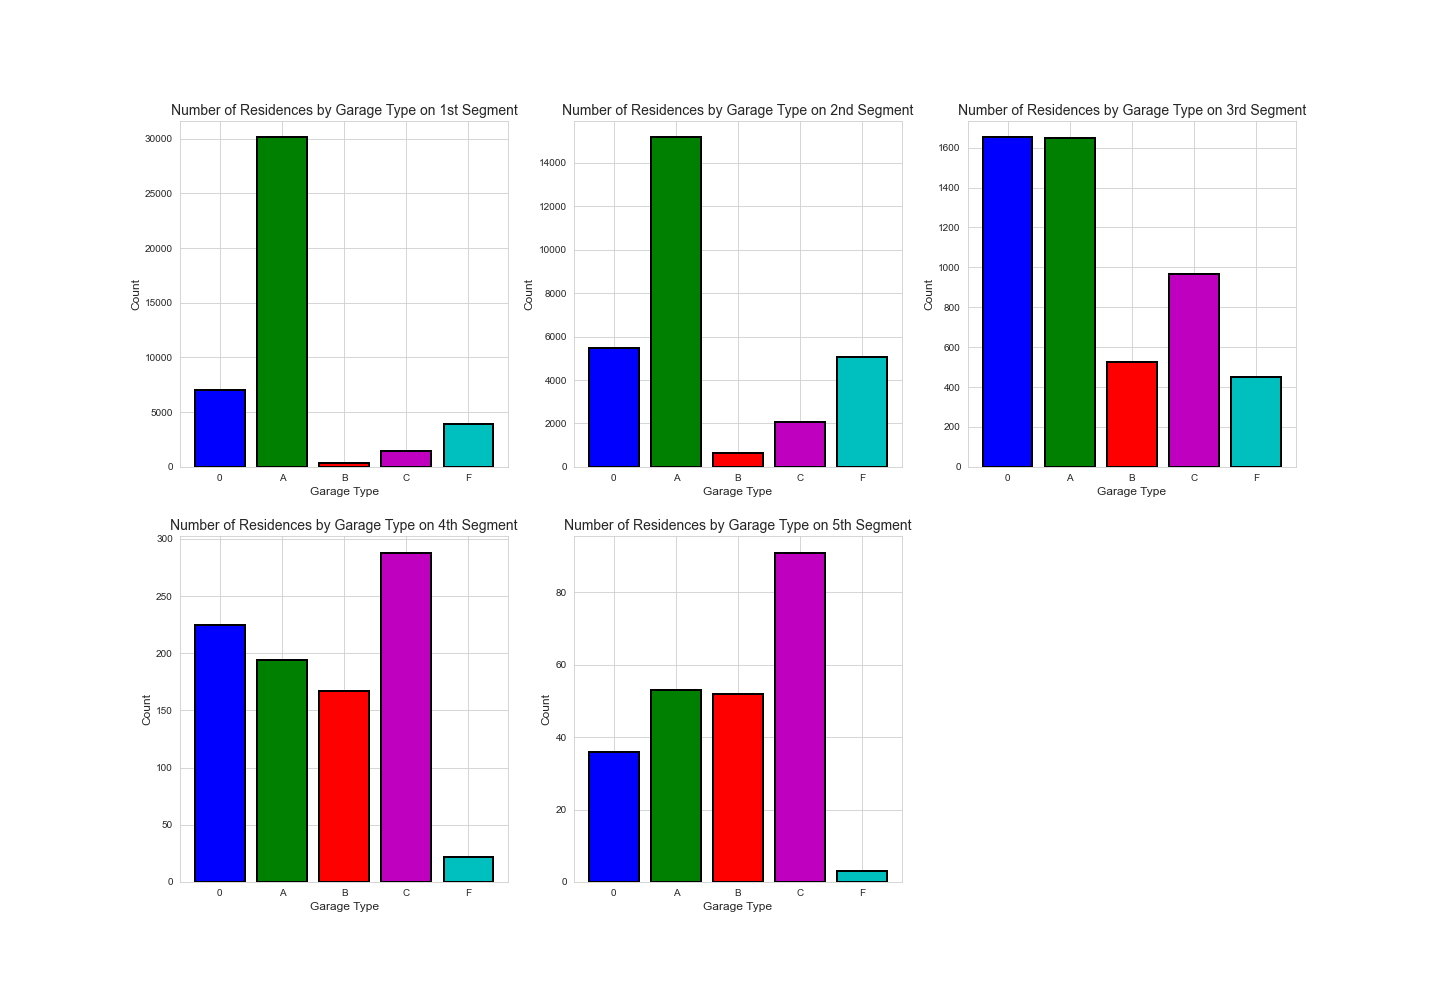 Number of Residences by Garage Type on 1st Segment
Count
30000
25000
20000
15000
10000
5000
0
0 A B C F
Garage Type
Number of Residences by Garage Type on 2nd Segment
Count
14000
12000
10000
8000
6000
4000
2000
0
0 A B C F
Garage Type
Number of Residences by Garage Type on 3rd Segment
Count
1600
1400
1200
1000
800
600
400
200
0
0 A B C F
Garage Type
Number of Residences by Garage Type on 4th Segment
Count
300
250
200
150
100
50
0
0 A B C F
Garage Type
Number of Residences by Garage Type on 5th Segment
Count
80
60
40
20
0
0 A B C F
Garage Type